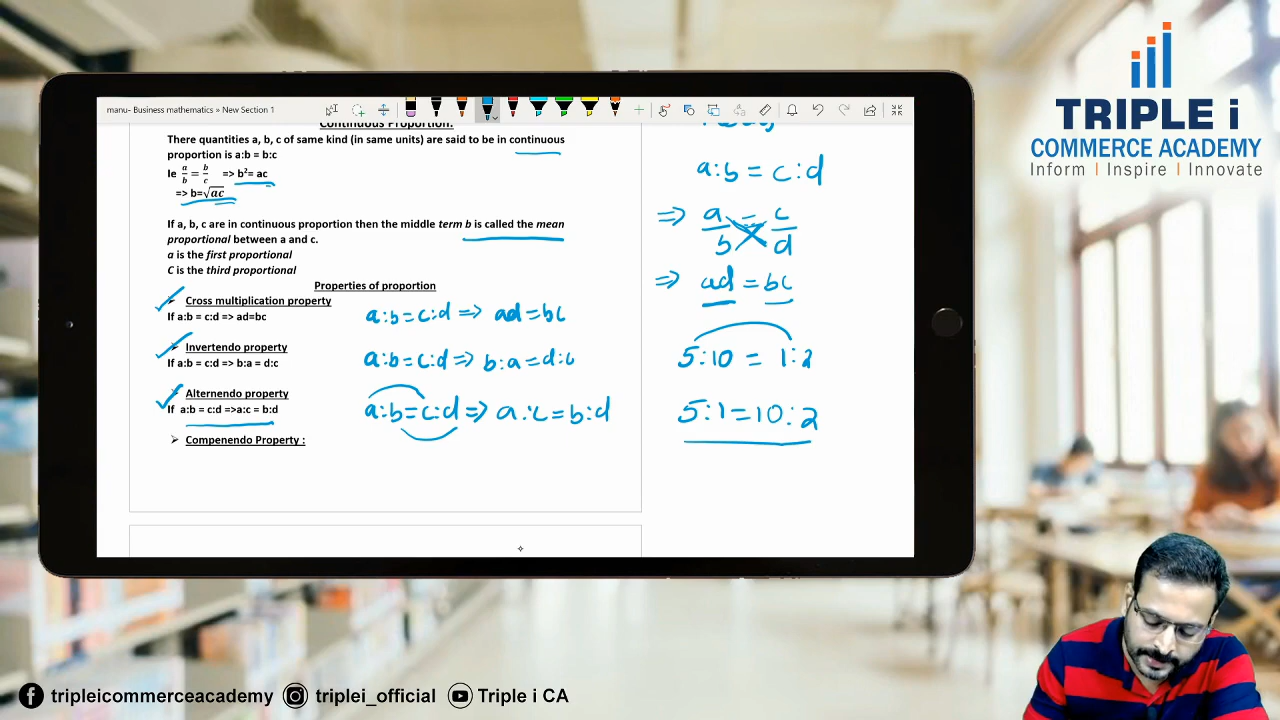 manu- Business mathematics » New Section 1
Continuous Proportion:
There quantities a, b, c of same kind (in same units) are said to be in continuous
proportion is a:b = b:c
Ie a/b = b/c => b²= ac
=> b=√ac
If a, b, c are in continuous proportion then the middle term b is called the mean
proportional between a and c.
a is the first proportional
C is the third proportional
Properties of proportion
➤ Cross multiplication property
If a:b = c:d => ad=bc
a:b=c:d => ad=bc
➤ Invertendo property
If a:b = c:d => b:a = d:c
a:b=c:d => b:a=d:c
➤ Alternendo property
If a:b = c:d =>a:c = b:d
a:b=c:d => a:c=b:d
➤ Compenendo Property :
a:b = c:d
=> a/b = c/d
=> ad = bc
5:10 = 1:2
5:1=10:2
TRIPLE i
COMMERCE ACADEMY
Inform | Inspire | Innovate
tripleicommerceacademy triplei_official Triple i CA